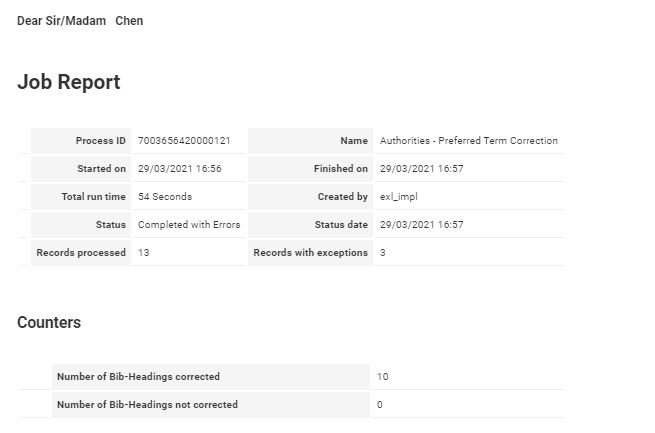 Dear Sir/Madam Chen
Job Report
Process ID 7003656420000121 Name Authorities - Preferred Term Correction
Started on 29/03/2021 16:56 Finished on 29/03/2021 16:57
Total run time 54 Seconds Created by exl_impl
Status Completed with Errors Status date 29/03/2021 16:57
Records processed 13 Records with exceptions 3
Counters
Number of Bib-Headings corrected 10
Number of Bib-Headings not corrected 0